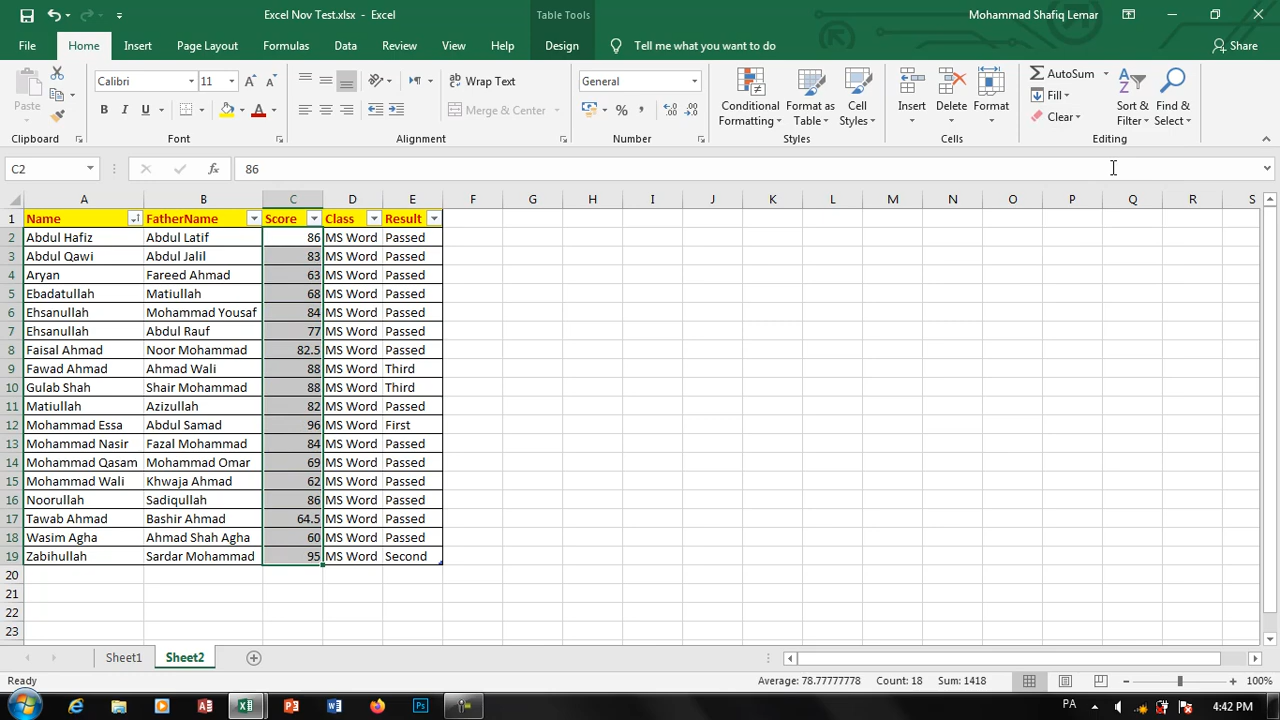 Excel Nov Test.xlsx - Excel
Table Tools
Mohammad Shafiq Lemar
File Home Insert Page Layout Formulas Data Review View Help Design Tell me what you want to do Share
Paste
Clipboard
Calibri 11
B I U
Font
Wrap Text
Merge & Center
Alignment
General
%
Number
Conditional Formatting
Format as Table
Cell Styles
Styles
Insert Delete Format
Cells
AutoSum
Fill
Clear
Sort & Filter
Find & Select
Editing
C2 fx 86
A B C D E F G H I J K L M N O P Q R S
1 Name FatherName Score Class Result
2 Abdul Hafiz Abdul Latif 86 MS Word Passed
3 Abdul Qawi Abdul Jalil 83 MS Word Passed
4 Aryan Fareed Ahmad 63 MS Word Passed
5 Ebadatullah Matiullah 68 MS Word Passed
6 Ehsanullah Mohammad Yousaf 84 MS Word Passed
7 Ehsanullah Abdul Rauf 77 MS Word Passed
8 Faisal Ahmad Noor Mohammad 82.5 MS Word Passed
9 Fawad Ahmad Ahmad Wali 88 MS Word Third
10 Gulab Shah Shair Mohammad 88 MS Word Third
11 Matiullah Azizullah 82 MS Word Passed
12 Mohammad Essa Abdul Samad 96 MS Word First
13 Mohammad Nasir Fazal Mohammad 84 MS Word Passed
14 Mohammad Qasam Mohammad Omar 69 MS Word Passed
15 Mohammad Wali Khwaja Ahmad 62 MS Word Passed
16 Noorullah Sadiqullah 86 MS Word Passed
17 Tawab Ahmad Bashir Ahmad 64.5 MS Word Passed
18 Wasim Agha Ahmad Shah Agha 60 MS Word Passed
19 Zabihullah Sardar Mohammad 95 MS Word Second
20
21
22
23
Sheet1 Sheet2
Ready Average: 78.77777778 Count: 18 Sum: 1418 100%
PA 4:42 PM